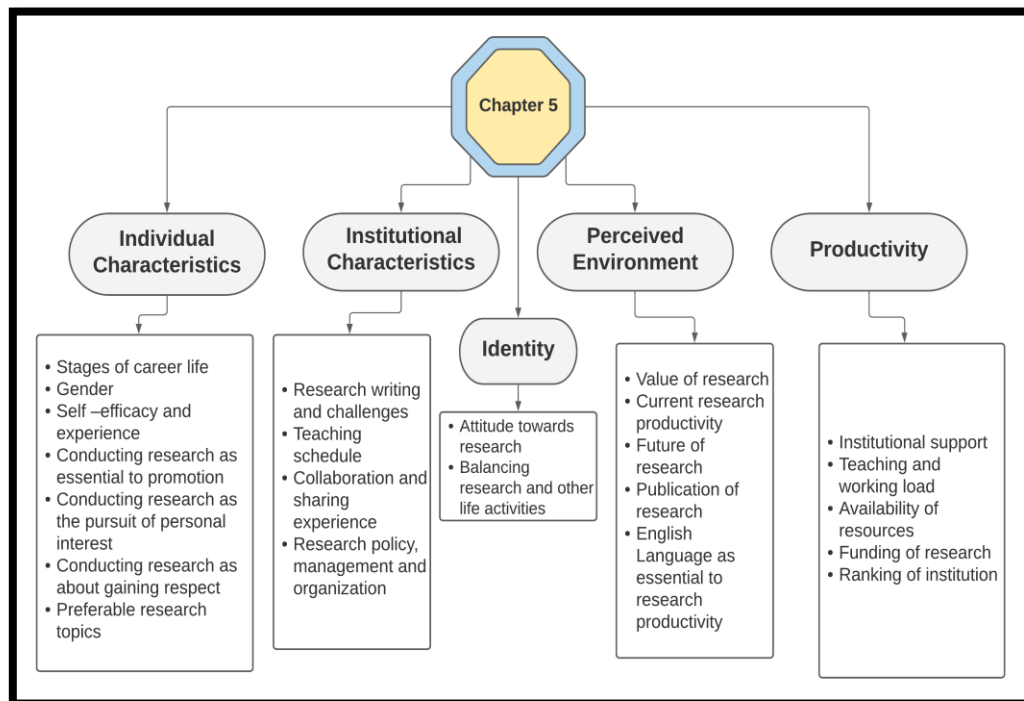 Chapter 5
Individual
Characteristics
• Stages of career life
• Gender
• Self –efficacy and
experience
• Conducting research as
essential to promotion
• Conducting research as
the pursuit of personal
interest
• Conducting research as
about gaining respect
• Preferable research
topics
Institutional
Characteristics
• Research writing
and challenges
• Teaching
schedule
• Collaboration and
sharing
experience
• Research policy,
management and
organization
Identity
• Attitude towards
research
• Balancing
research and other
life activities
Perceived
Environment
• Value of research
• Current research
productivity
• Future of
research
• Publication of
research
• English
Language as
essential to
research
productivity
Productivity
• Institutional support
• Teaching and
working load
• Availability of
resources
• Funding of research
• Ranking of institution